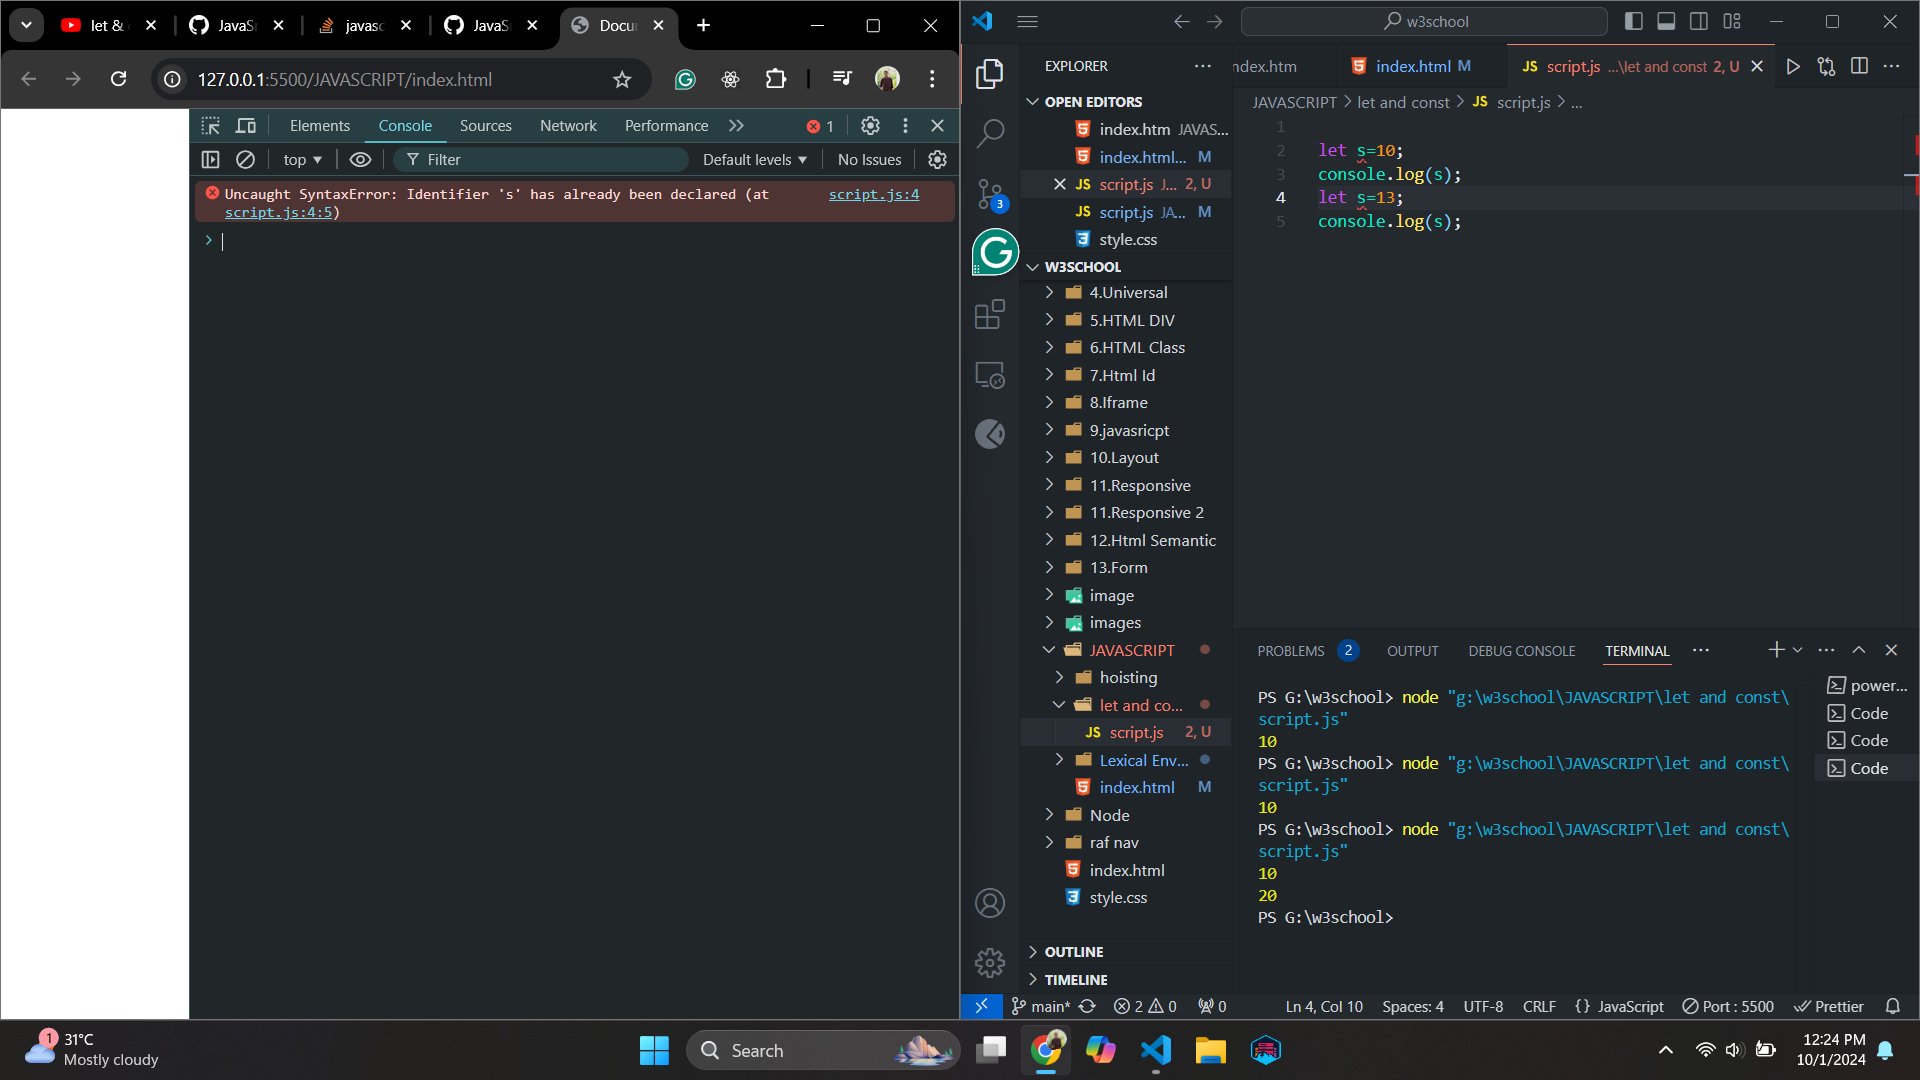 let &
JavaS
javasc
JavaS
Docu
127.0.0.1:5500/JAVASCRIPT/index.html
Elements
Console
Sources
Network
Performance
1
top
Filter
Default levels
No Issues
Uncaught SyntaxError: Identifier 's' has already been declared (at
script.js:4
script.js:4:5)
w3school
EXPLORER
OPEN EDITORS
index.htm JAVAS...
index.html... M
script.js J... 2, U
script.js JA... M
style.css
3
W3SCHOOL
4.Universal
5.HTML DIV
6.HTML Class
7.Html Id
8.Iframe
9.javasricpt
10.Layout
11.Responsive
11.Responsive 2
12.Html Semantic
13.Form
image
images
JAVASCRIPT
hoisting
let and co...
script.js 2, U
Lexical Env...
index.html M
Node
raf nav
index.html
style.css
OUTLINE
TIMELINE
ndex.htm
index.html M
JS script.js ...\let and const 2, U
JAVASCRIPT > let and const > JS script.js > ...
1
2 let s=10;
3 console.log(s);
4 let s=13;
5 console.log(s);
PROBLEMS 2
OUTPUT
DEBUG CONSOLE
TERMINAL
PS G:\w3school> node "g:\w3school\JAVASCRIPT\let and const\
script.js"
10
PS G:\w3school> node "g:\w3school\JAVASCRIPT\let and const\
script.js"
10
PS G:\w3school> node "g:\w3school\JAVASCRIPT\let and const\
script.js"
10
20
PS G:\w3school>
power...
Code
Code
Code
main*
2
0
0
Ln 4, Col 10
Spaces: 4
UTF-8
CRLF
{ } JavaScript
Port : 5500
Prettier
1
31°C
Mostly cloudy
Search
12:24 PM
10/1/2024